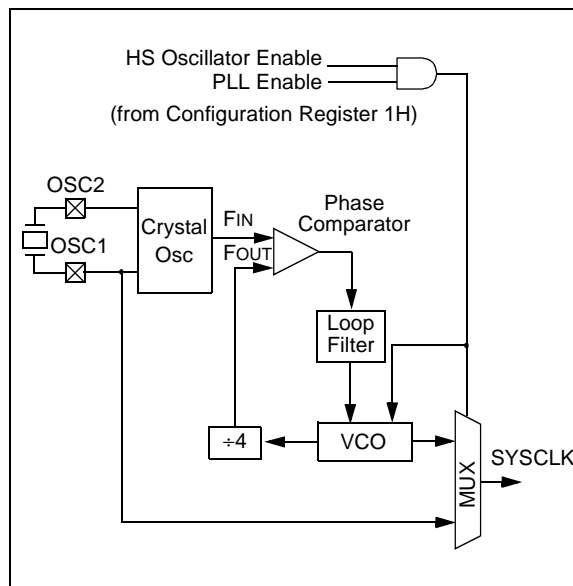 HS Oscillator Enable
PLL Enable
(from Configuration Register 1H)
OSC2
OSC1
Crystal
Osc
FIN
FOUT
Phase
Comparator
Loop
Filter
÷4
VCO
MUX
SYSCLK